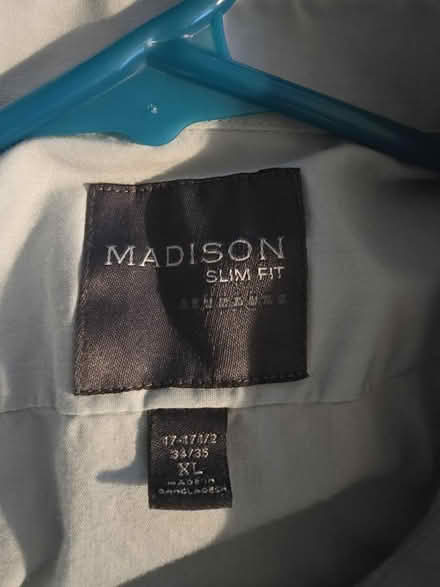 MADISON
SLIM FIT
17-17 1/2
34/35
XL
MADE IN
BANGLADESH